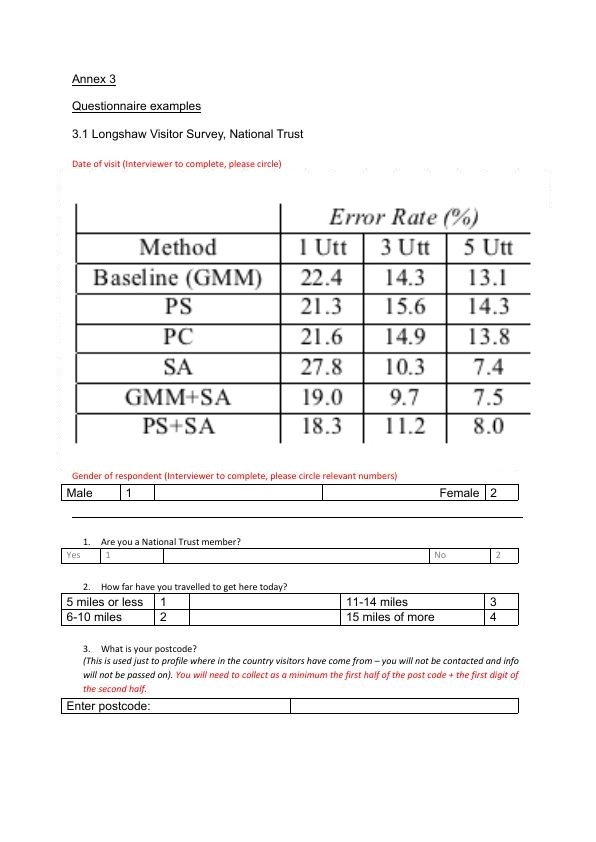 Annex 3
Questionnaire examples
3.1 Longshaw Visitor Survey, National Trust
Date of visit (Interviewer to complete, please circle)
Error Rate (%)
Method 1 Utt 3 Utt 5 Utt
Baseline (GMM) 22.4 14.3 13.1
PS 21.3 15.6 14.3
PC 21.6 14.9 13.8
SA 27.8 10.3 7.4
GMM+SA 19.0 9.7 7.5
PS+SA 18.3 11.2 8.0
Gender of respondent (Interviewer to complete, please circle relevant numbers)
Male 1 Female 2
1. Are you a National Trust member?
Yes 1 No 2
2. How far have you travelled to get here today?
5 miles or less 1 11-14 miles 3
6-10 miles 2 15 miles of more 4
3. What is your postcode?
(This is used just to profile where in the country visitors have come from – you will not be contacted and info
will not be passed on). You will need to collect as a minimum the first half of the post code + the first digit of
the second half.
Enter postcode: